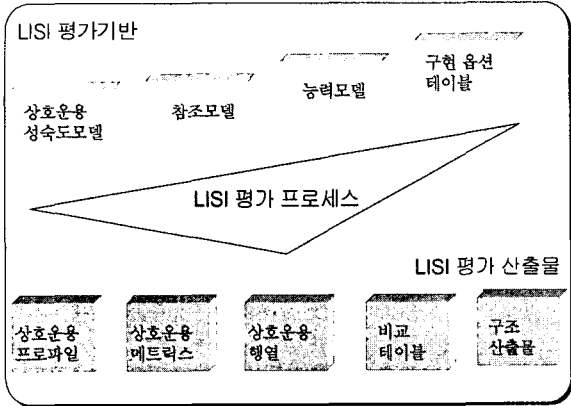 LISI 평가기반
상호운용
성숙도모델
참조모델
능력모델
구현 옵션
테이블
LISI 평가 프로세스
LISI 평가 산출물
상호운용
프로파일
상호운용
메트릭스
상호운용
행열
비교
테이블
구조
산출물